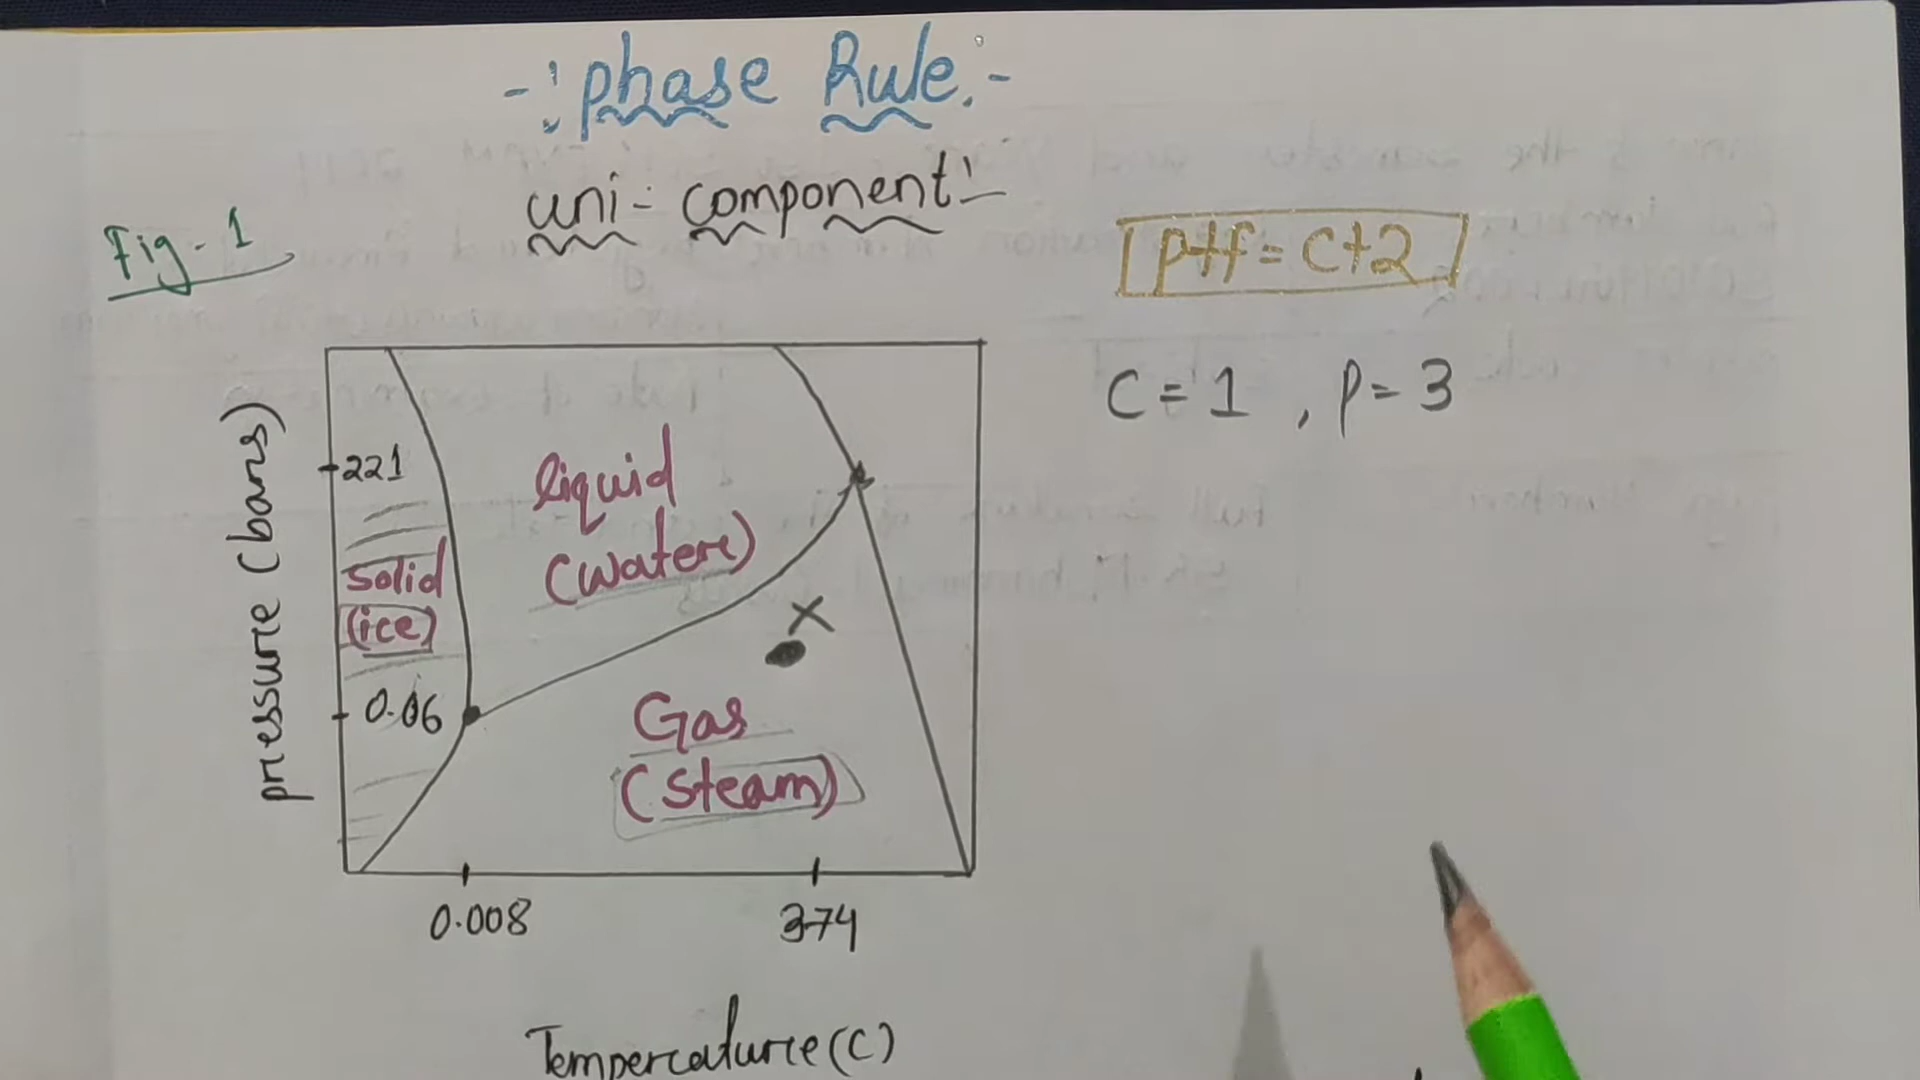 -: phase Rule:-
uni- component:-
Fig-1
p+f= c+2
C=1 , P=3
pressure (bars)
221
liquid
(water)
solid
(ice)
X
0.06
Gas
(steam)
0.008
374
Temperature (C)